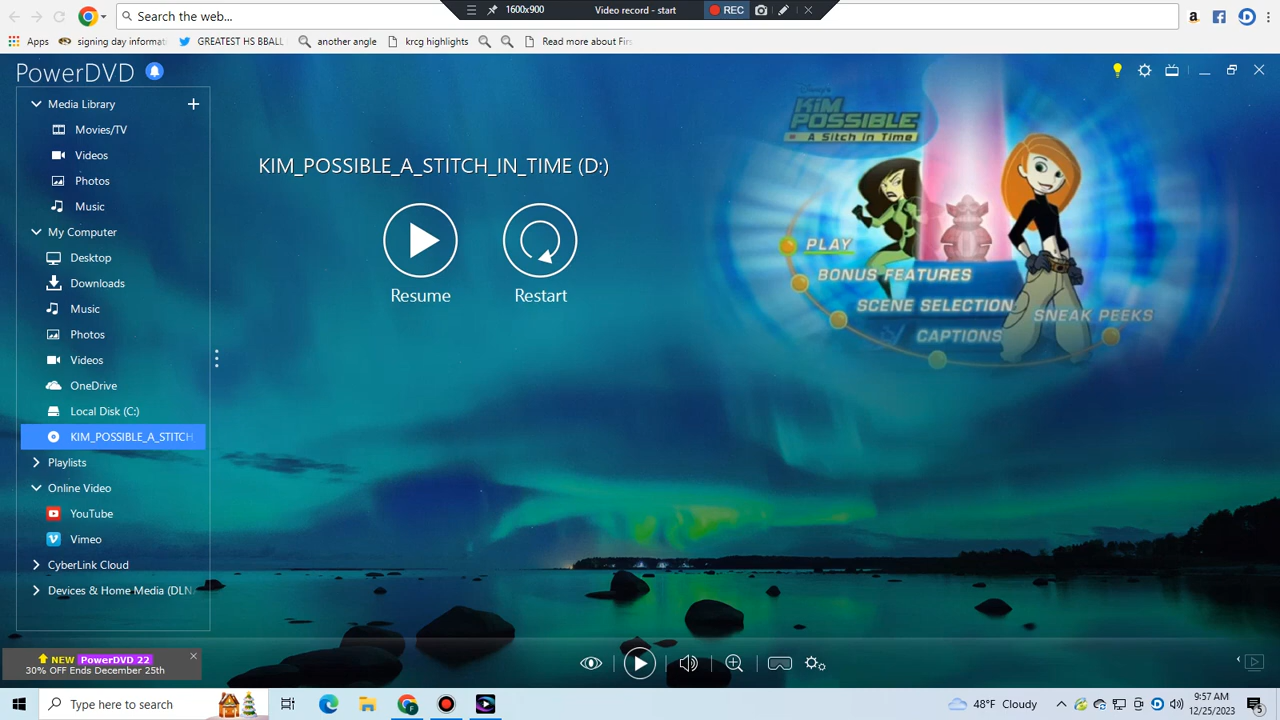 1600x900
Video record - start
REC
Search the web...
Apps
signing day informat
GREATEST HS BBALL
another angle
krcg highlights
Read more about Firs
PowerDVD
Media Library
Movies/TV
Videos
Photos
Music
My Computer
Desktop
Downloads
Music
Photos
Videos
OneDrive
Local Disk (C:)
KIM_POSSIBLE_A_STITCH
Playlists
Online Video
YouTube
Vimeo
CyberLink Cloud
Devices & Home Media (DLN
KIM_POSSIBLE_A_STITCH_IN_TIME (D:)
Resume
Restart
Disney's
KiM
POSSIBLE
A Sitch in Time
PLAY
BONUS FEATURES
SCENE SELECTION
SNEAK PEEKS
CAPTIONS
NEW PowerDVD 22
30% OFF Ends December 25th
Type here to search
48°F Cloudy
9:57 AM
12/25/2023
5